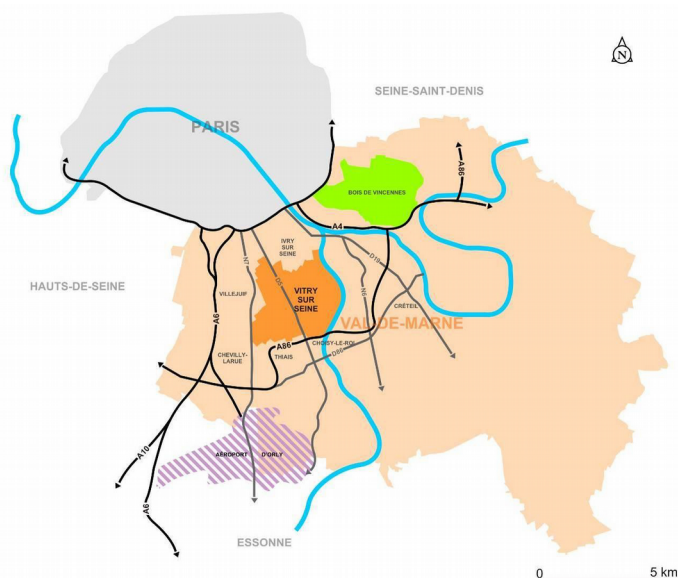 N
SEINE-SAINT-DENIS
PARIS
A86
BOIS DE VINCENNES
A4
IVRY
SUR
SEINE
N7
D5
D19
HAUTS-DE-SEINE
VILLEJUIF
VITRY
SUR
SEINE
N6
CRÉTEIL
A6
VAL-DE-MARNE
A86
CHOISY-LE-ROI
CHEVILLY-
LARUE
THIAIS
D86
A10
AÉROPORT
D'ORLY
A6
ESSONNE
0
5 km